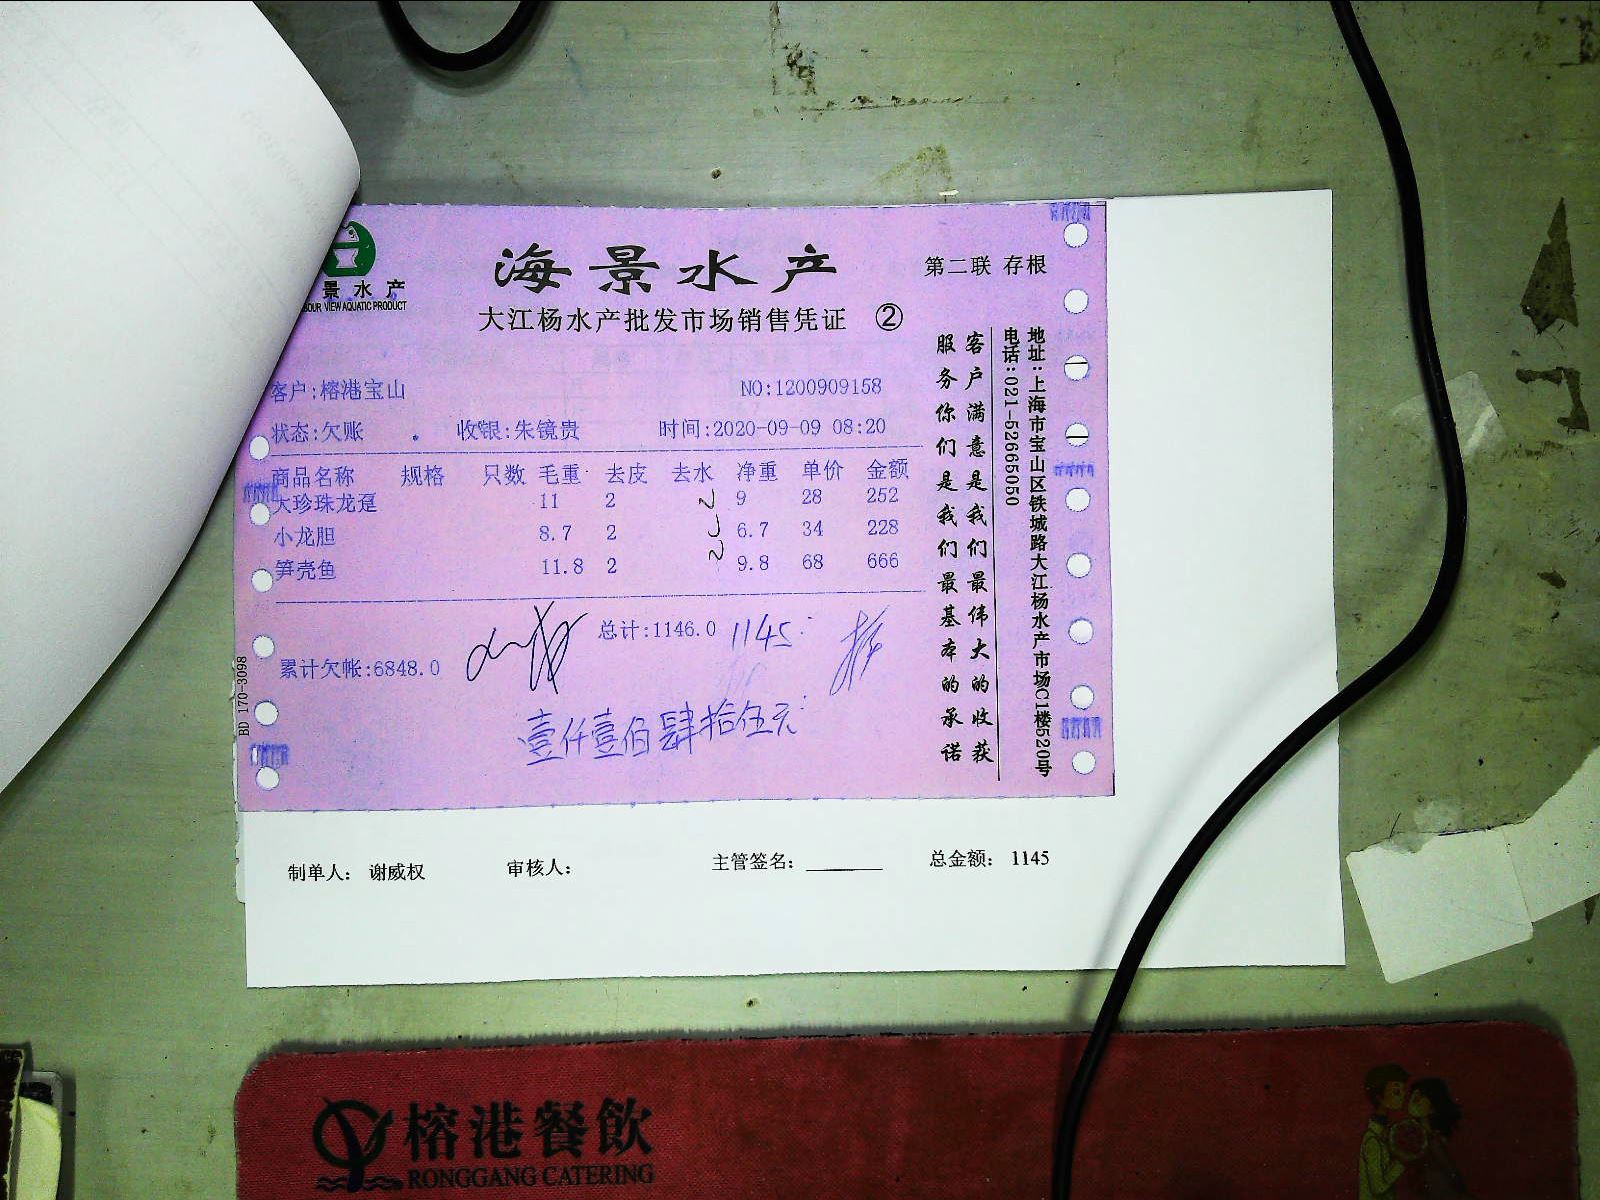 景水产
BOUR VIEW AQUATIC PRODUCT
海景水产
第二联 存根
大江杨水产批发市场销售凭证 ②
客户:榕港宝山 NO:1200909158
状态:欠账 收银:朱镜贵 时间:2020-09-09 08:20
商品名称 规格 只数 毛重 去皮 去水 净重 单价 金额
大珍珠龙趸 11 2 2 9 28 252
小龙胆 8.7 2 6.7 34 228
笋壳鱼 11.8 2 2 9.8 68 666
总计:1146.0 1145
累计欠帐:6848.0
壹仟壹佰肆拾伍元
客户满意是我们最伟大的收获
服务你们是我们最基本的承诺
地址:上海市宝山区铁城路大江杨水产市场C1楼520号
电话:021-52665050
BD 170-3098
制单人: 谢威权 审核人: 主管签名: 总金额: 1145
榕港餐飲
RONGGANG CATERING